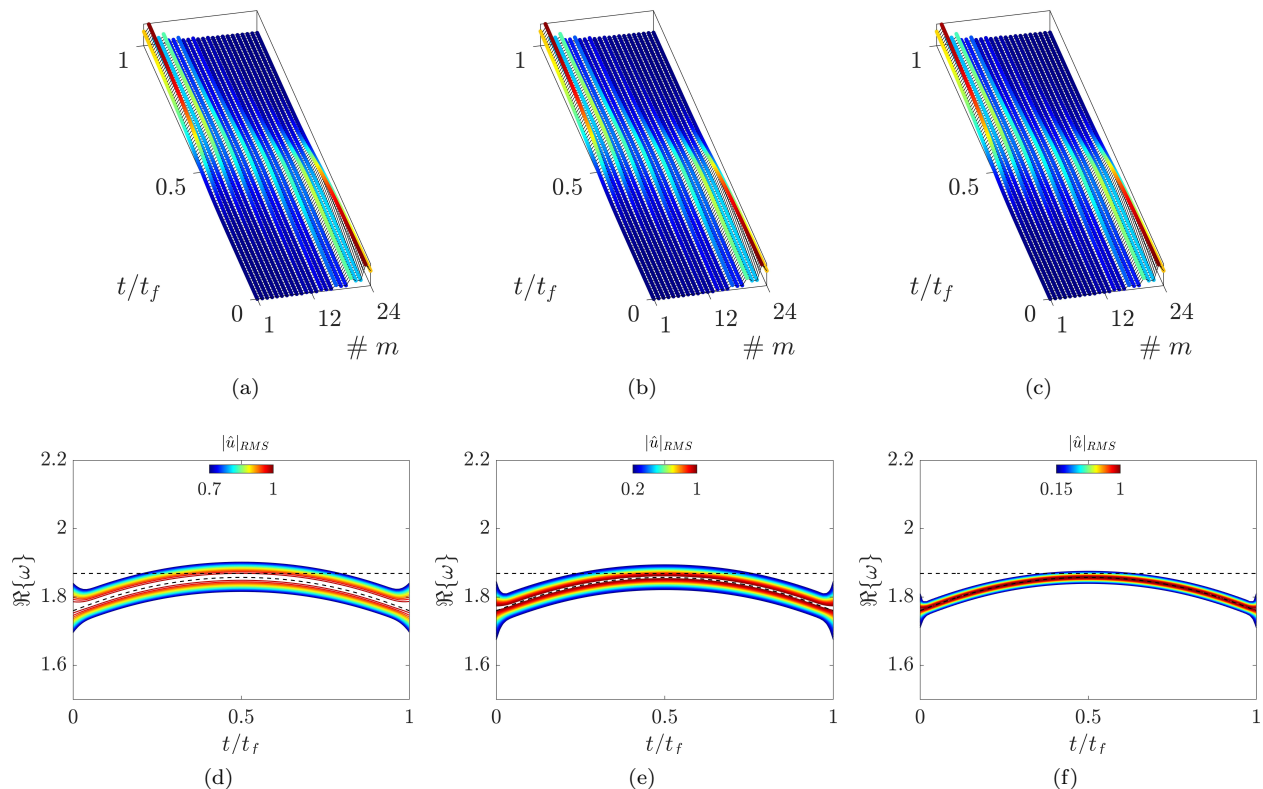 1
0.5
t/t_f
0
1
12
24
# m
(a)
1
0.5
t/t_f
0
1
12
24
# m
(b)
1
0.5
t/t_f
0
1
12
24
# m
(c)
|û|_RMS
0.7 1
2.2
2
1.8
1.6
ℜ{ω}
0 0.5 1
t/t_f
(d)
|û|_RMS
0.2 1
2.2
2
1.8
1.6
ℜ{ω}
0 0.5 1
t/t_f
(e)
|û|_RMS
0.15 1
2.2
2
1.8
1.6
ℜ{ω}
0 0.5 1
t/t_f
(f)